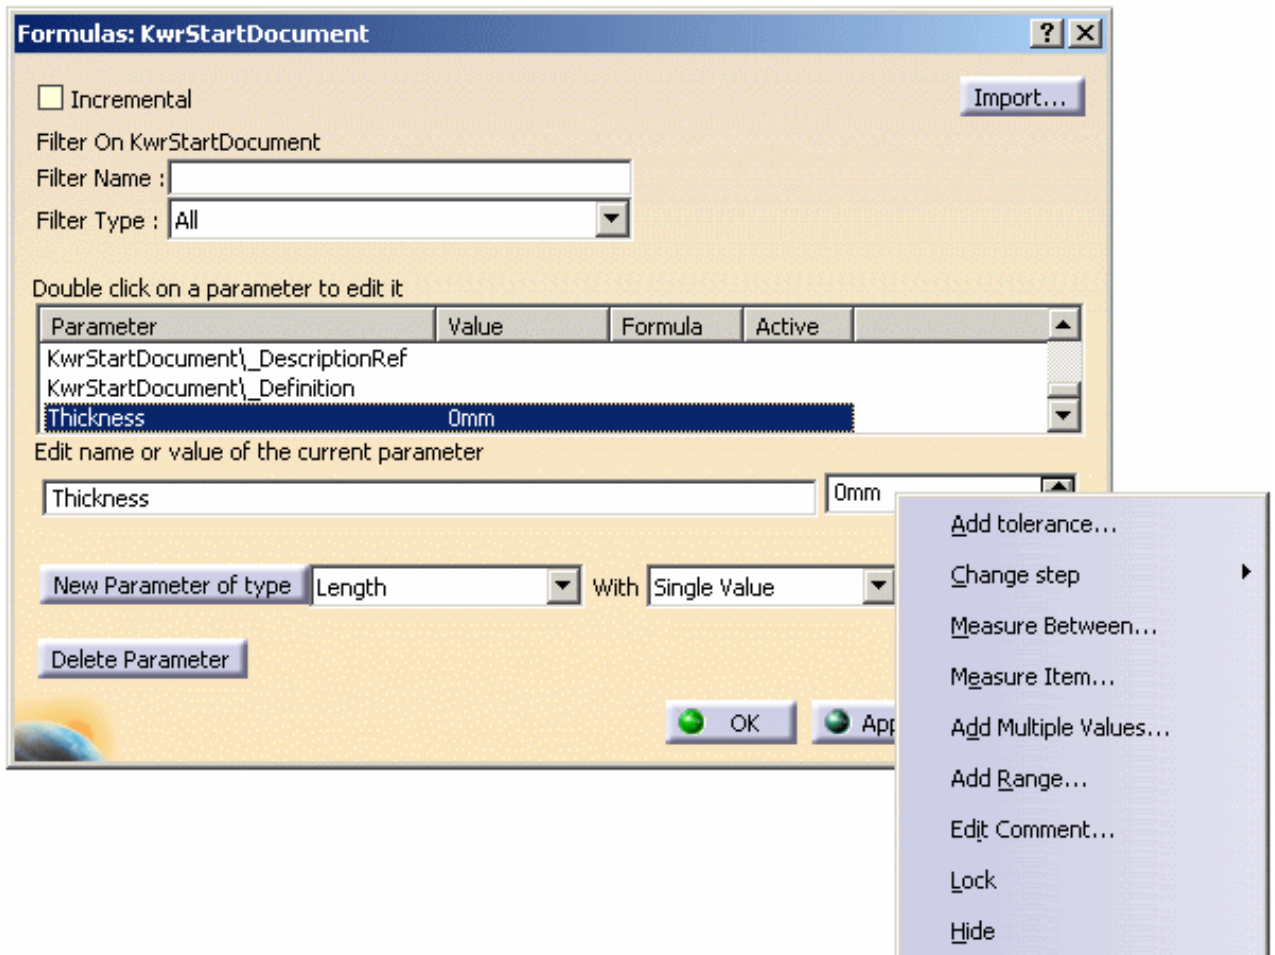 Formulas: KwrStartDocument
Incremental
Import...
Filter On KwrStartDocument
Filter Name :
Filter Type : All
Double click on a parameter to edit it
Parameter Value Formula Active
KwrStartDocument\_DescriptionRef
KwrStartDocument\_Definition
Thickness 0mm
Edit name or value of the current parameter
Thickness 0mm
New Parameter of type Length With Single Value
Delete Parameter
OK
Add tolerance...
Change step
Measure Between...
Measure Item...
Add Multiple Values...
Add Range...
Edit Comment...
Lock
Hide